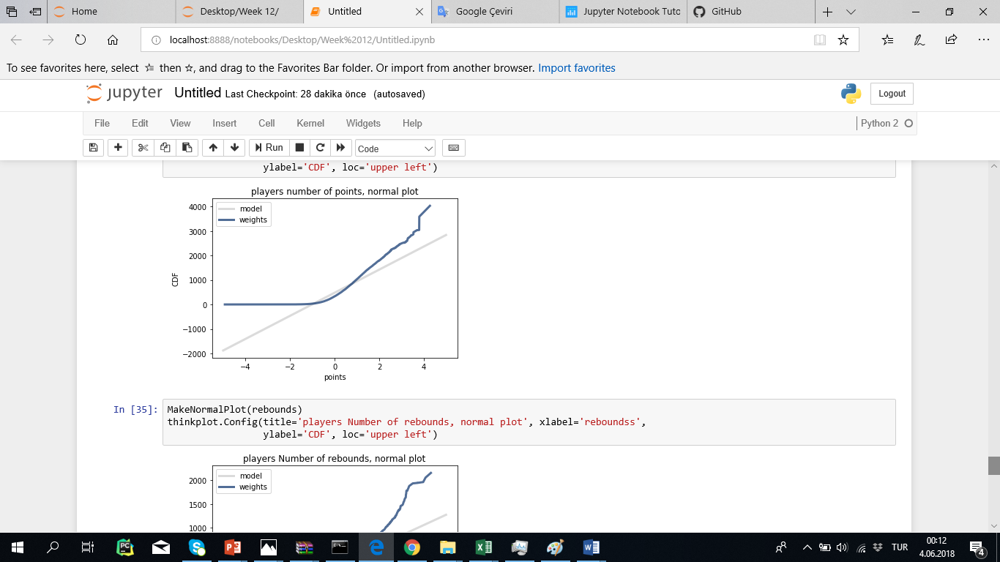 Home
Desktop/Week 12/
Untitled
Google Çeviri
Jupyter Notebook Tuto
GitHub
localhost:8888/notebooks/Desktop/Week%2012/Untitled.ipynb
To see favorites here, select then ☆, and drag to the Favorites Bar folder. Or import from another browser. Import favorites
jupyter Untitled Last Checkpoint: 28 dakika önce (autosaved)
Logout
File Edit View Insert Cell Kernel Widgets Help
Python 2
Run
Code
ylabel='CDF', loc='upper left')
players number of points, normal plot
model
weights
4000
3000
2000
1000
0
−1000
−2000
CDF
−4 −2 0 2 4
points
In [35]:
MakeNormalPlot(rebounds)
thinkplot.Config(title='players Number of rebounds, normal plot', xlabel='reboundss',
ylabel='CDF', loc='upper left')
players Number of rebounds, normal plot
model
weights
2000
1500
1000
TUR
00:12
4.06.2018
4